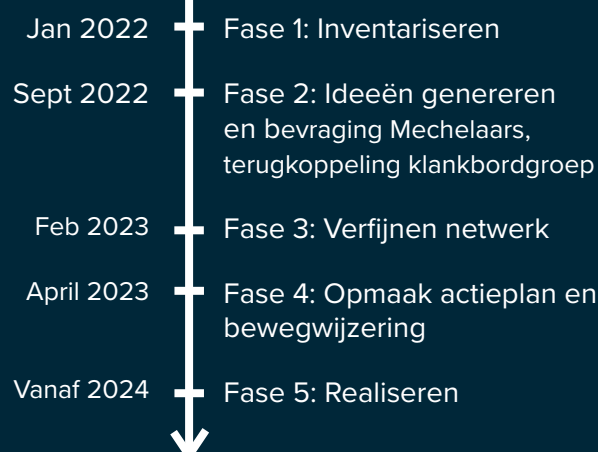 Jan 2022 Fase 1: Inventariseren
Sept 2022 Fase 2: Ideeën genereren
en bevraging Mechelaars,
terugkoppeling klankbordgroep
Feb 2023 Fase 3: Verfijnen netwerk
April 2023 Fase 4: Opmaak actieplan en
bewegwijzering
Vanaf 2024 Fase 5: Realiseren